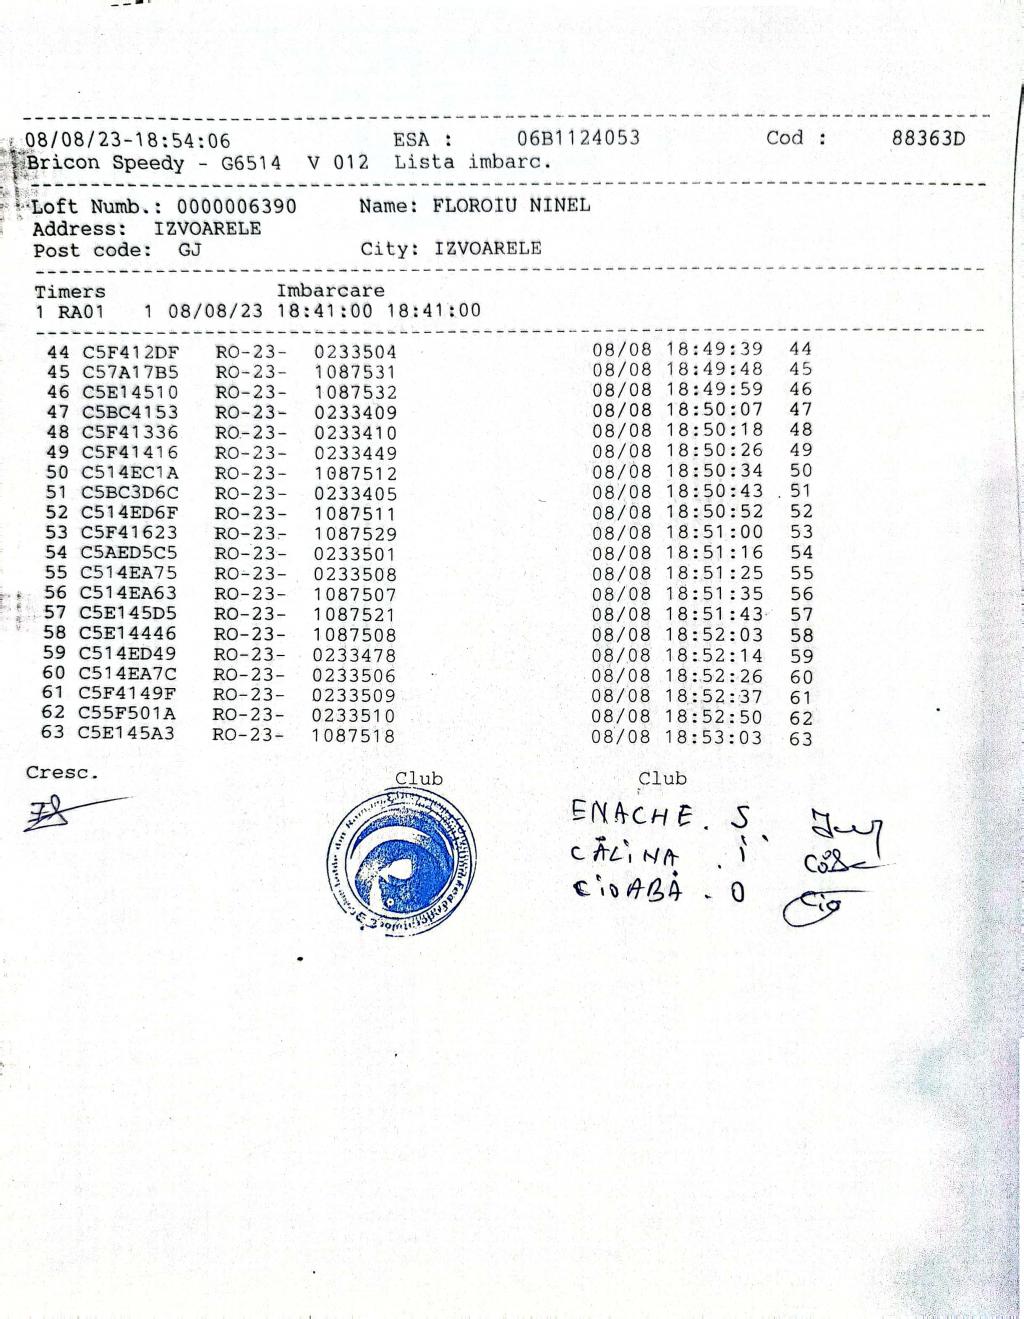 08/08/23-18:54:06 ESA : 06B1124053 Cod : 88363D
Bricon Speedy - G6514 V 012 Lista imbarc.
Loft Numb.: 0000006390 Name: FLOROIU NINEL
Address: IZVOARELE
Post code: GJ City: IZVOARELE
Timers Imbarcare
1 RA01 1 08/08/23 18:41:00 18:41:00
44 C5F412DF RO-23- 0233504 08/08 18:49:39 44
45 C57A17B5 RO-23- 1087531 08/08 18:49:48 45
46 C5E14510 RO-23- 1087532 08/08 18:49:59 46
47 C5BC4153 RO-23- 0233409 08/08 18:50:07 47
48 C5F41336 RO-23- 0233410 08/08 18:50:18 48
49 C5F41416 RO-23- 0233449 08/08 18:50:26 49
50 C514EC1A RO-23- 1087512 08/08 18:50:34 50
51 C5BC3D6C RO-23- 0233405 08/08 18:50:43 51
52 C514ED6F RO-23- 1087511 08/08 18:50:52 52
53 C5F41623 RO-23- 1087529 08/08 18:51:00 53
54 C5AED5C5 RO-23- 0233501 08/08 18:51:16 54
55 C514EA75 RO-23- 0233508 08/08 18:51:25 55
56 C514EA63 RO-23- 1087507 08/08 18:51:35 56
57 C5E145D5 RO-23- 1087521 08/08 18:51:43 57
58 C5E14446 RO-23- 1087508 08/08 18:52:03 58
59 C514ED49 RO-23- 0233478 08/08 18:52:14 59
60 C514EA7C RO-23- 0233506 08/08 18:52:26 60
61 C5F4149F RO-23- 0233509 08/08 18:52:37 61
62 C55F501A RO-23- 0233510 08/08 18:52:50 62
63 C5E145A3 RO-23- 1087518 08/08 18:53:03 63
Cresc. Club Club
ENACHE. S.
CĂLINA . I
CIOABĂ . O